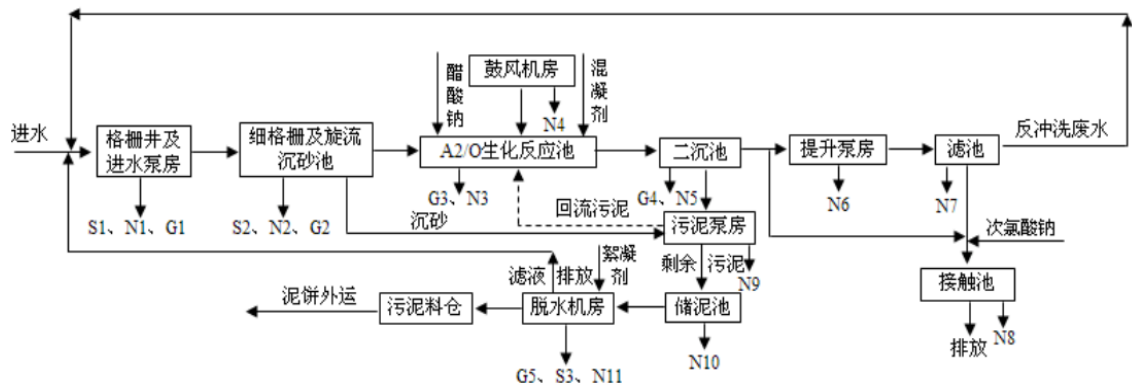 进水
格栅井及
进水泵房
S1、N1、G1
细格栅及旋流
沉砂池
S2、N2、G2
沉砂
醋酸钠
鼓风机房
N4
混凝剂
A2/O生化反应池
G3、N3
回流污泥
二沉池
G4、N5
提升泵房
N6
滤池
N7
反冲洗废水
次氯酸钠
接触池
排放
N8
污泥泵房
剩余
污泥
N9
储泥池
N10
絮凝剂
滤液
排放
脱水机房
G5、S3、N11
污泥料仓
泥饼外运